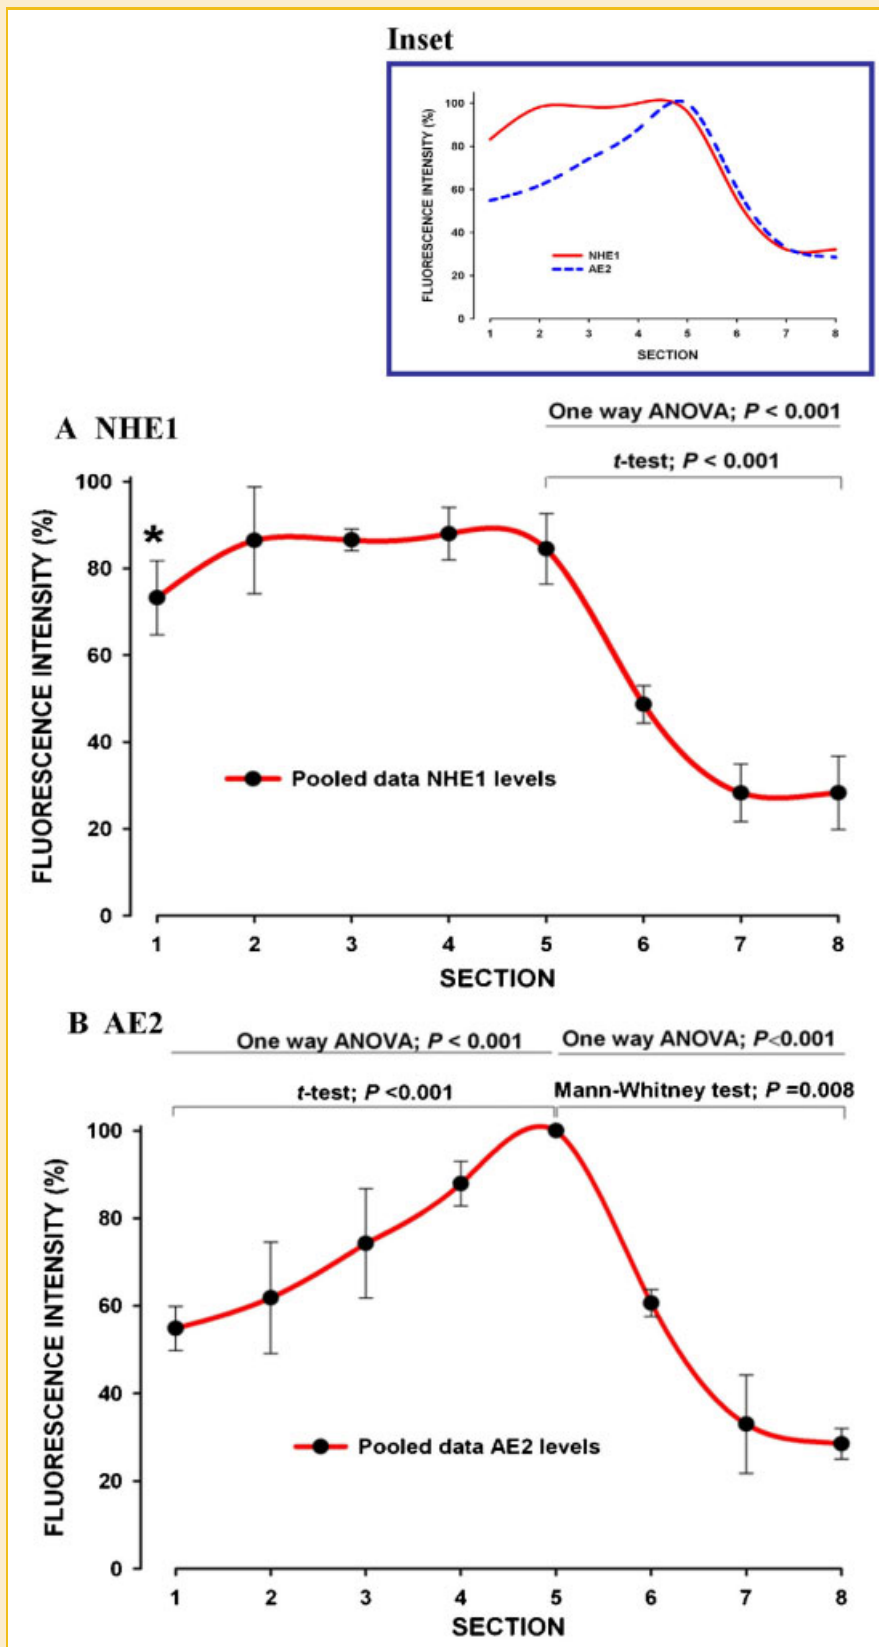 Inset
FLUORESCENCE INTENSITY (%)
100
80
60
40
20
0
NHE1
AE2
1 2 3 4 5 6 7 8
SECTION
A NHE1
One way ANOVA; P < 0.001
t-test; P < 0.001
*
FLUORESCENCE INTENSITY (%)
100
80
60
40
20
0
Pooled data NHE1 levels
1 2 3 4 5 6 7 8
SECTION
B AE2
One way ANOVA; P < 0.001 One way ANOVA; P<0.001
t-test; P <0.001 Mann-Whitney test; P =0.008
FLUORESCENCE INTENSITY (%)
100
80
60
40
20
0
Pooled data AE2 levels
1 2 3 4 5 6 7 8
SECTION